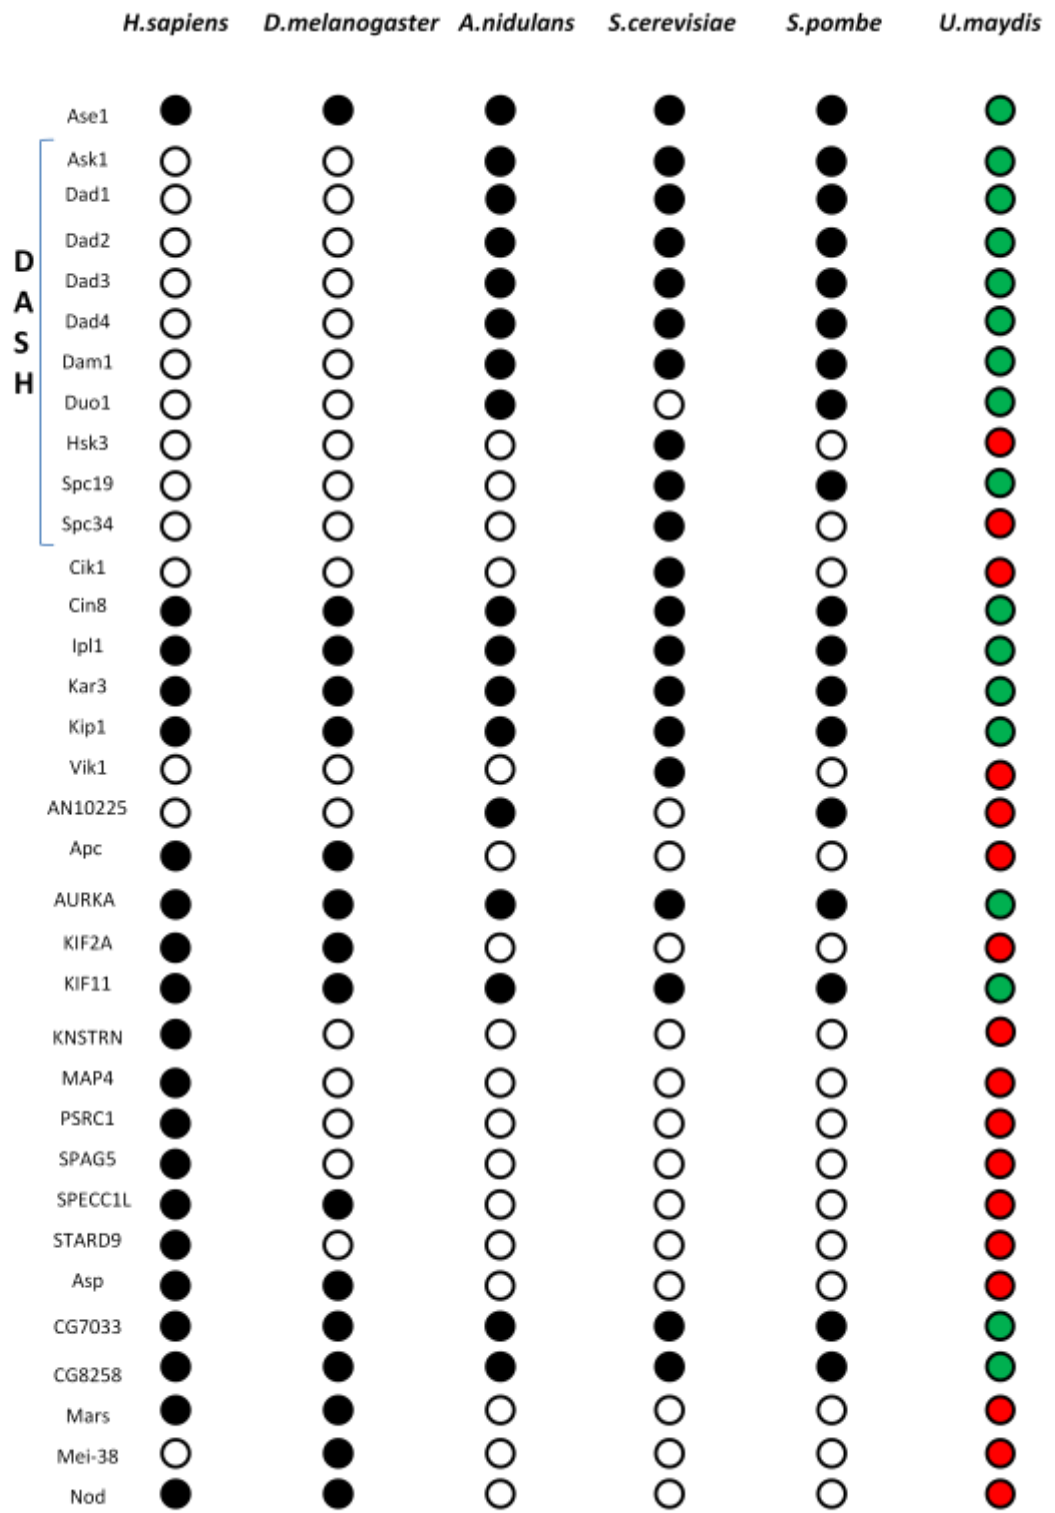 H.sapiens D.melanogaster A.nidulans S.cerevisiae S.pombe U.maydis
Ase1
DASH
Ask1
Dad1
Dad2
Dad3
Dad4
Dam1
Duo1
Hsk3
Spc19
Spc34
Cik1
Cin8
Ipl1
Kar3
Kip1
Vik1
AN10225
Apc
AURKA
KIF2A
KIF11
KNSTRN
MAP4
PSRC1
SPAG5
SPECC1L
STARD9
Asp
CG7033
CG8258
Mars
Mei-38
Nod